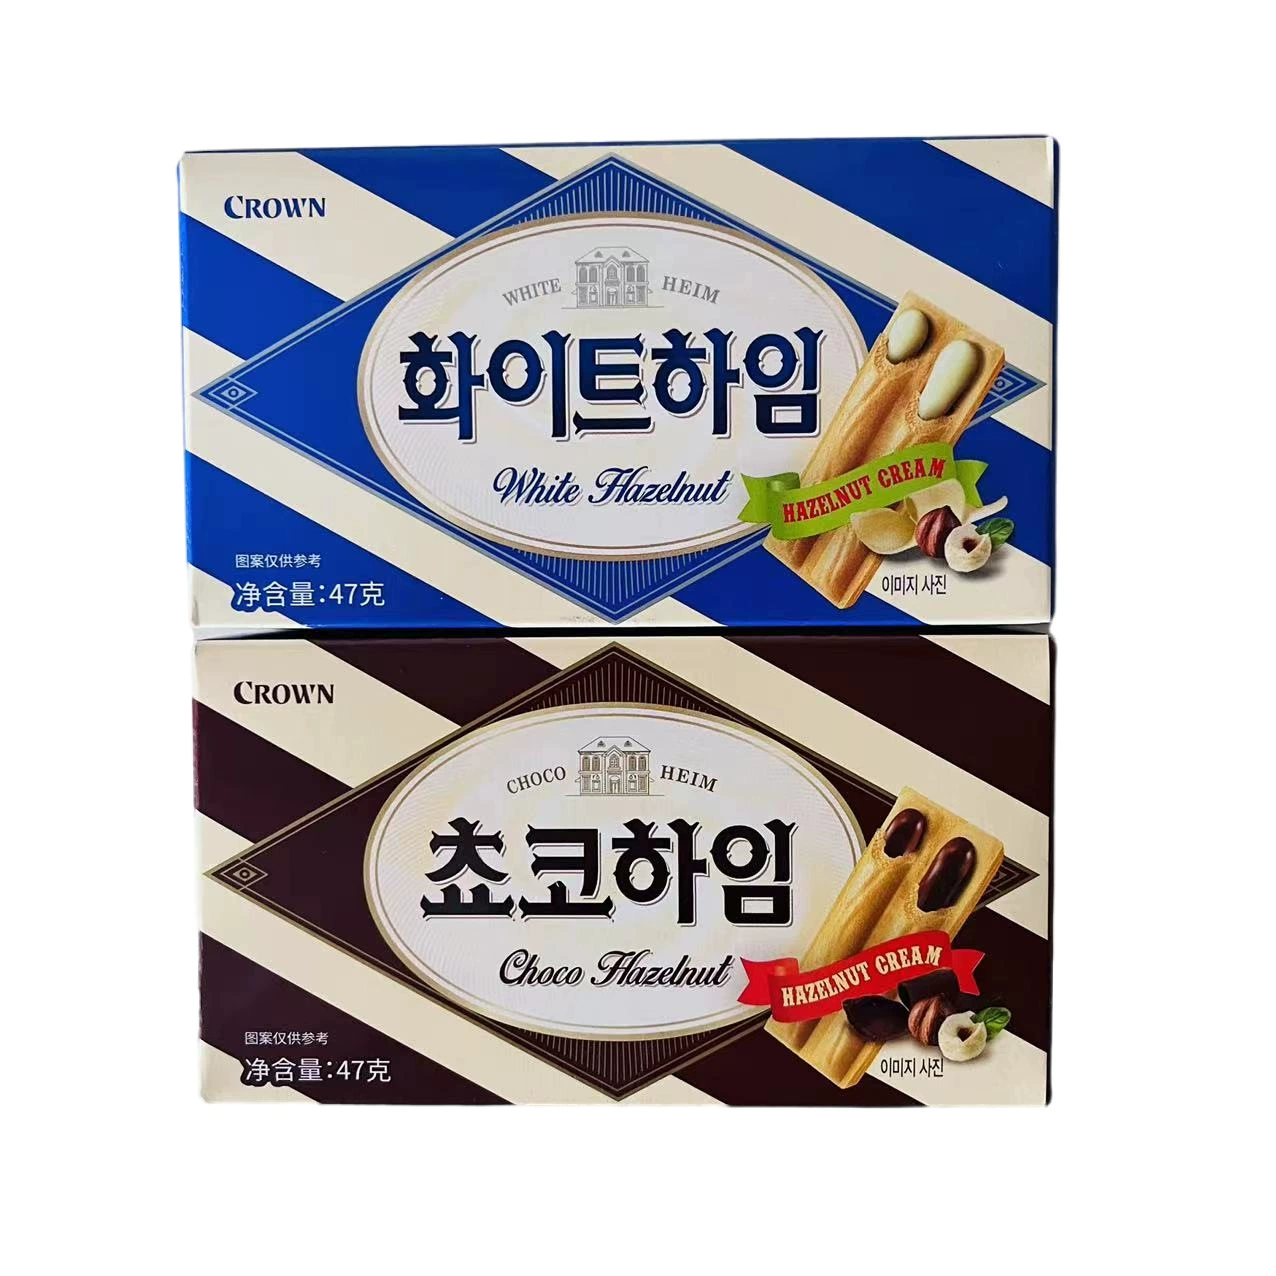 CROWN
WHITE HEIM
화이트하임
White Hazelnut
HAZELNUT CREAM
图案仅供参考
净含量:47克
이미지 사진
CROWN
CHOCO HEIM
쵸코하임
Choco Hazelnut
HAZELNUT CREAM
图案仅供参考
净含量:47克
이미지 사진